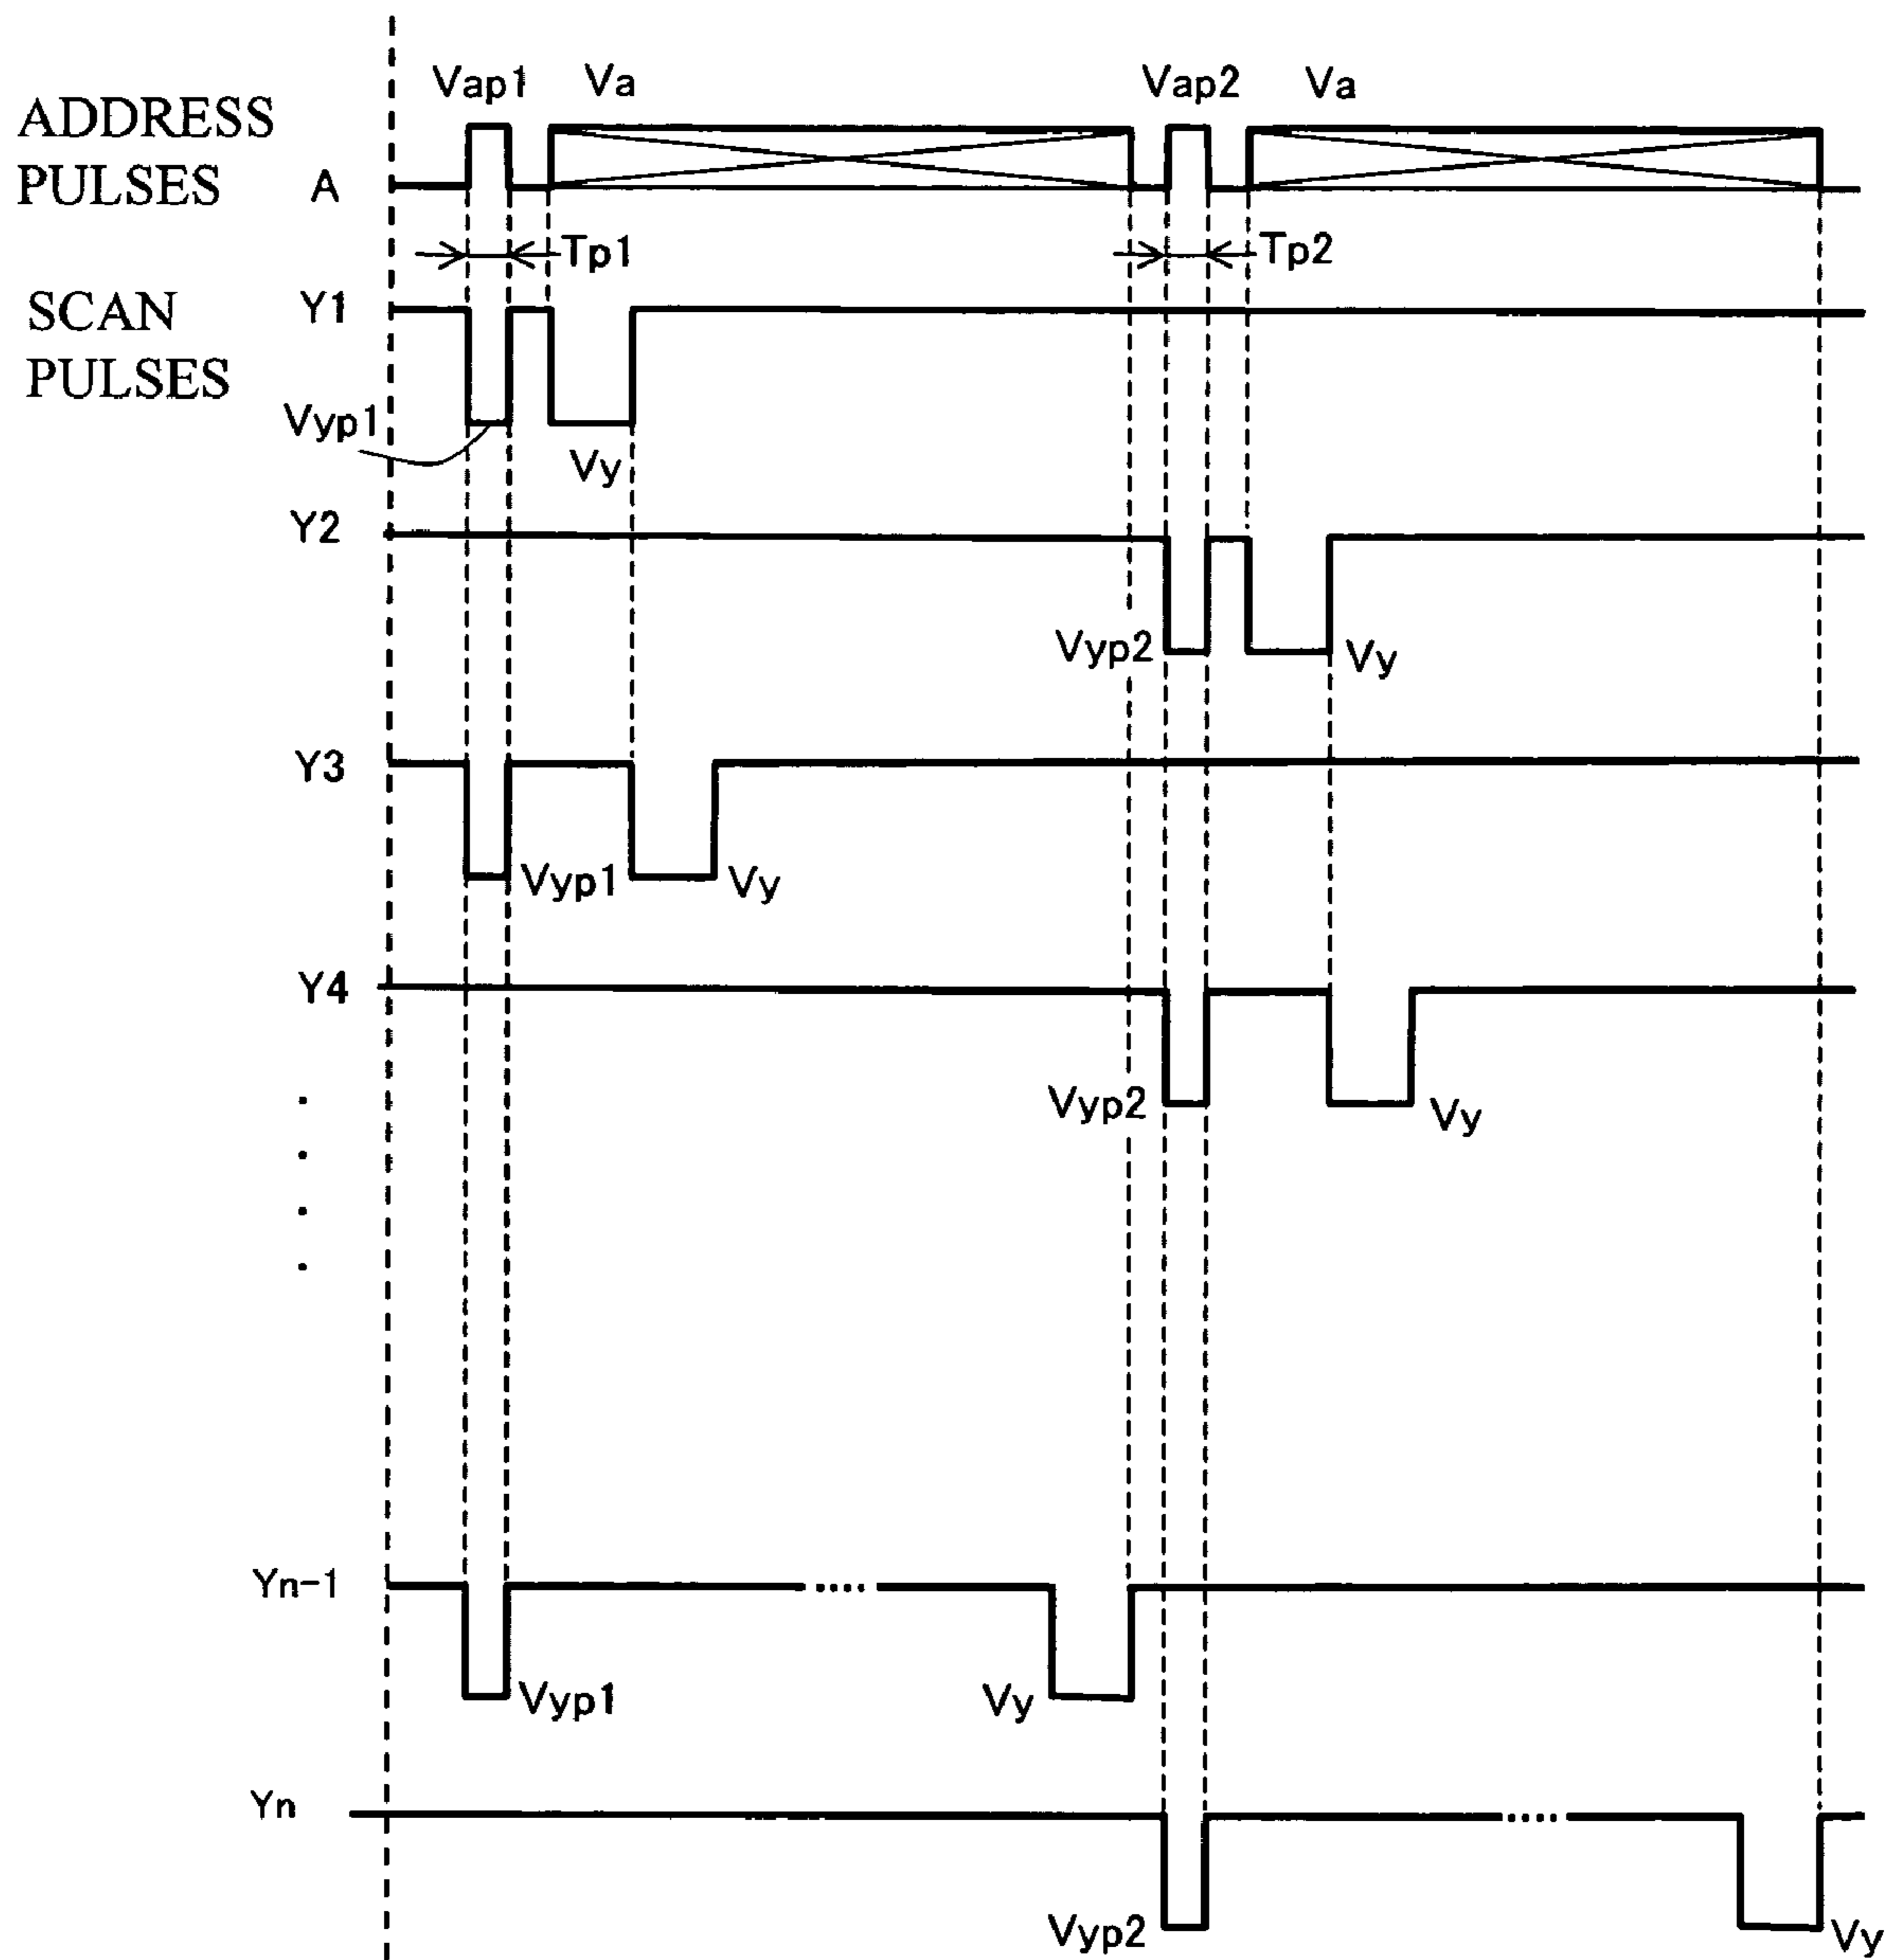 Vap1 Va Vap2 Va
ADDRESS
PULSES A
Tp1 Tp2
SCAN
PULSES Y1
Vyp1 Vy
Y2
Vyp2 Vy
Y3
Vyp1 Vy
Y4
Vyp2 Vy
Yn-1
Vyp1 Vy
Yn
Vyp2 Vy